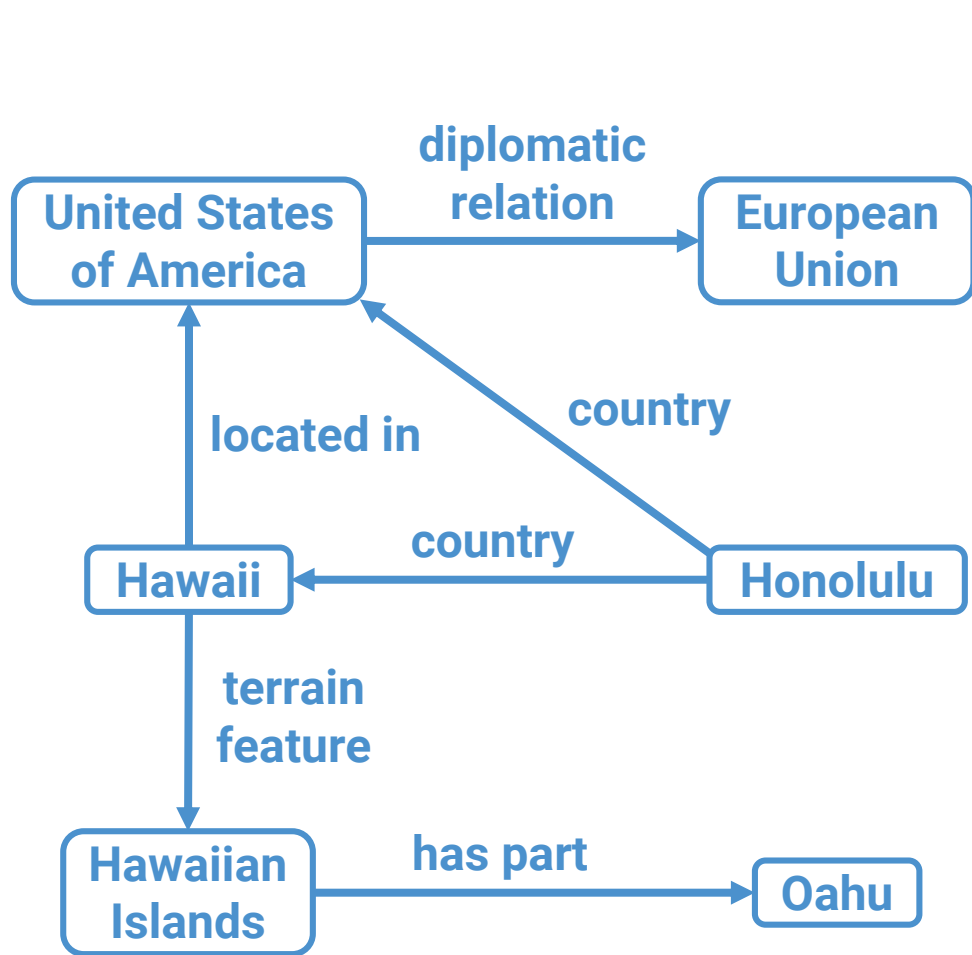 diplomatic
relation
United States
of America
European
Union
located in
country
country
Hawaii
Honolulu
terrain
feature
Hawaiian
Islands
has part
Oahu